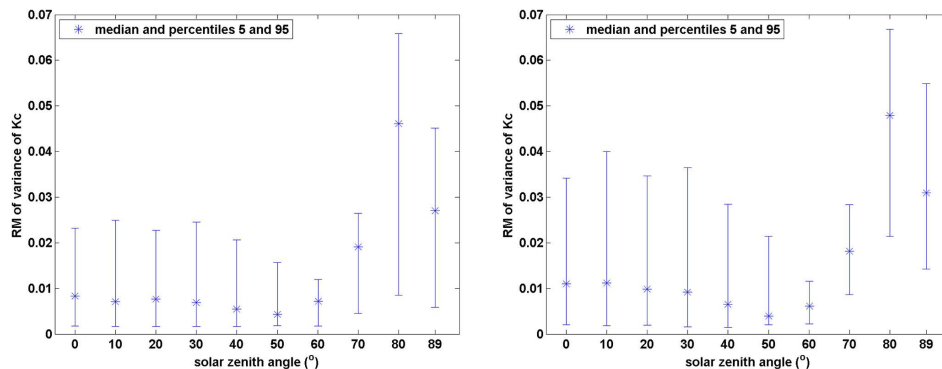 0.07
0.06
0.05
0.04
0.03
0.02
0.01
0
RM of variance of Kc
median and percentiles 5 and 95
0 10 20 30 40 50 60 70 80 89
solar zenith angle (°)
0.07
0.06
0.05
0.04
0.03
0.02
0.01
0
RM of variance of Kc
median and percentiles 5 and 95
0 10 20 30 40 50 60 70 80 89
solar zenith angle (°)